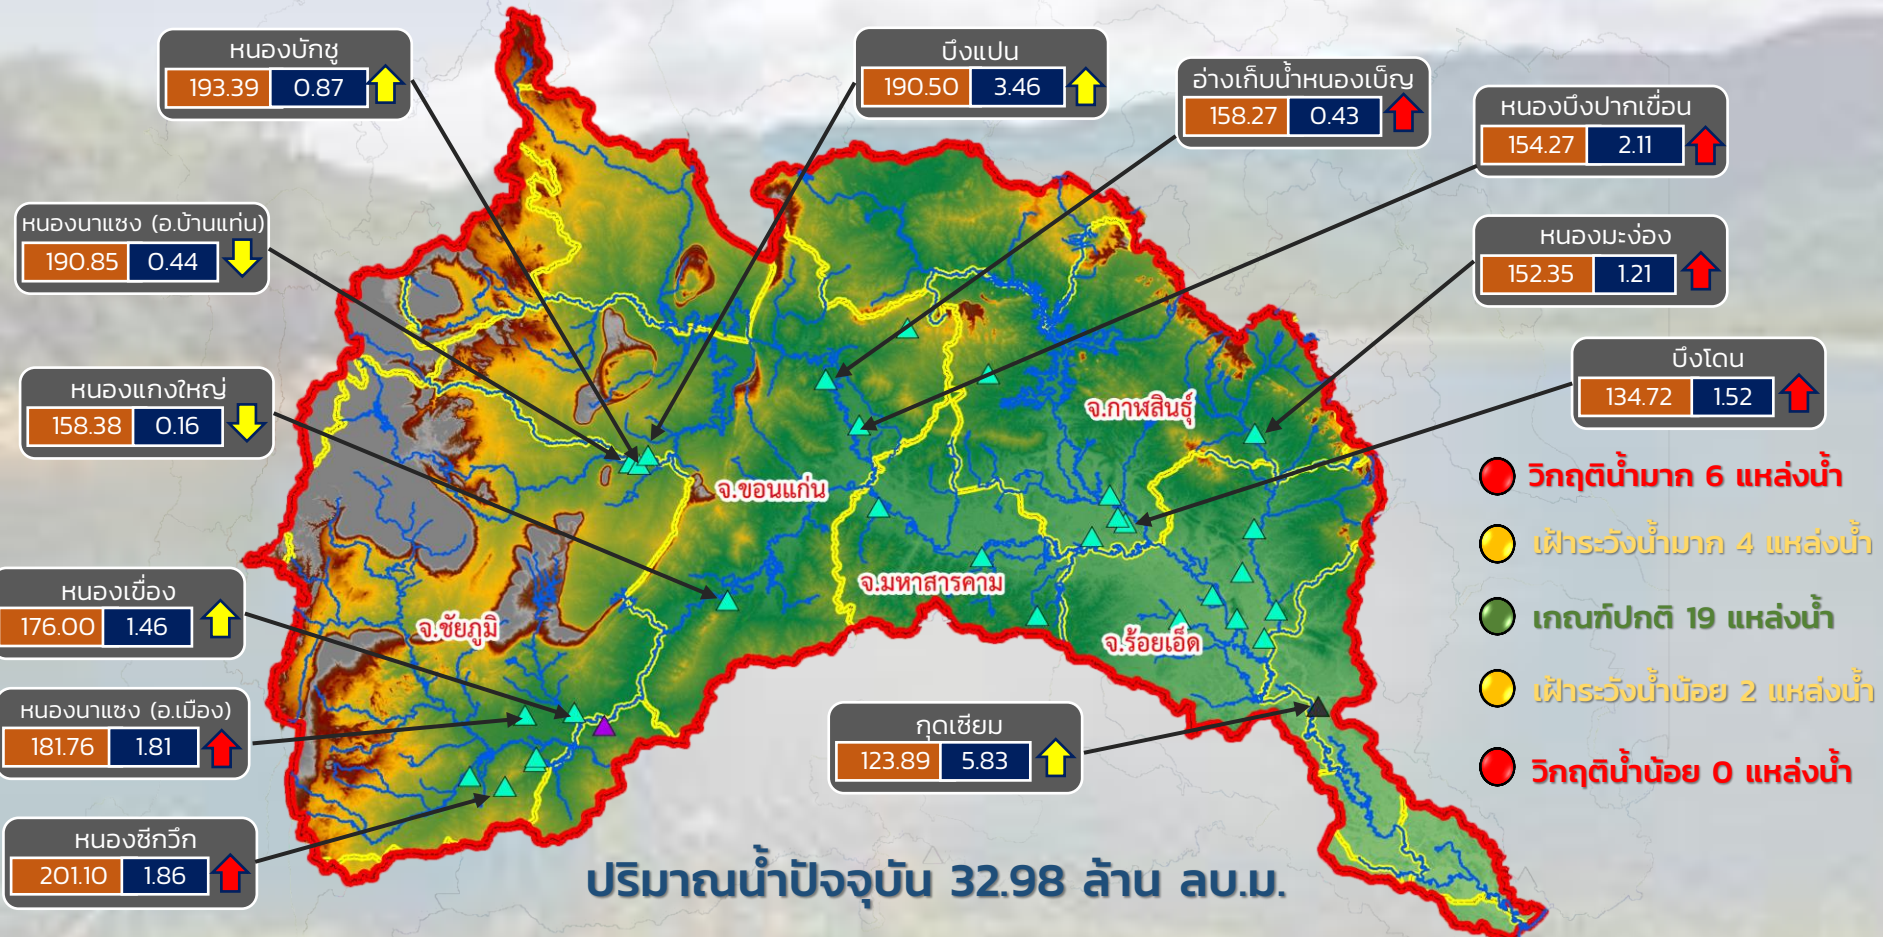 หนองบักชู
193.39 0.87
บึงแปน
190.50 3.46
อ่างเก็บน้ำหนองเบ็ญ
158.27 0.43
หนองบึงปากเขื่อน
154.27 2.11
หนองนาแซง (อ.บ้านแท่น)
190.85 0.44
หนองมะง่อง
152.35 1.21
บึงโดน
134.72 1.52
หนองแกงใหญ่
158.38 0.16
จ.กาฬสินธุ์
จ.ขอนแก่น
วิกฤติน้ำมาก 6 แหล่งน้ำ
เฝ้าระวังน้ำมาก 4 แหล่งน้ำ
เกณฑ์ปกติ 19 แหล่งน้ำ
เฝ้าระวังน้ำน้อย 2 แหล่งน้ำ
วิกฤติน้ำน้อย 0 แหล่งน้ำ
หนองเขื่อง
176.00 1.46
จ.มหาสารคาม
จ.ชัยภูมิ
จ.ร้อยเอ็ด
หนองนาแซง (อ.เมือง)
181.76 1.81
กุดเซียม
123.89 5.83
หนองซีกวึก
201.10 1.86
ปริมาณน้ำปัจจุบัน 32.98 ล้าน ลบ.ม.